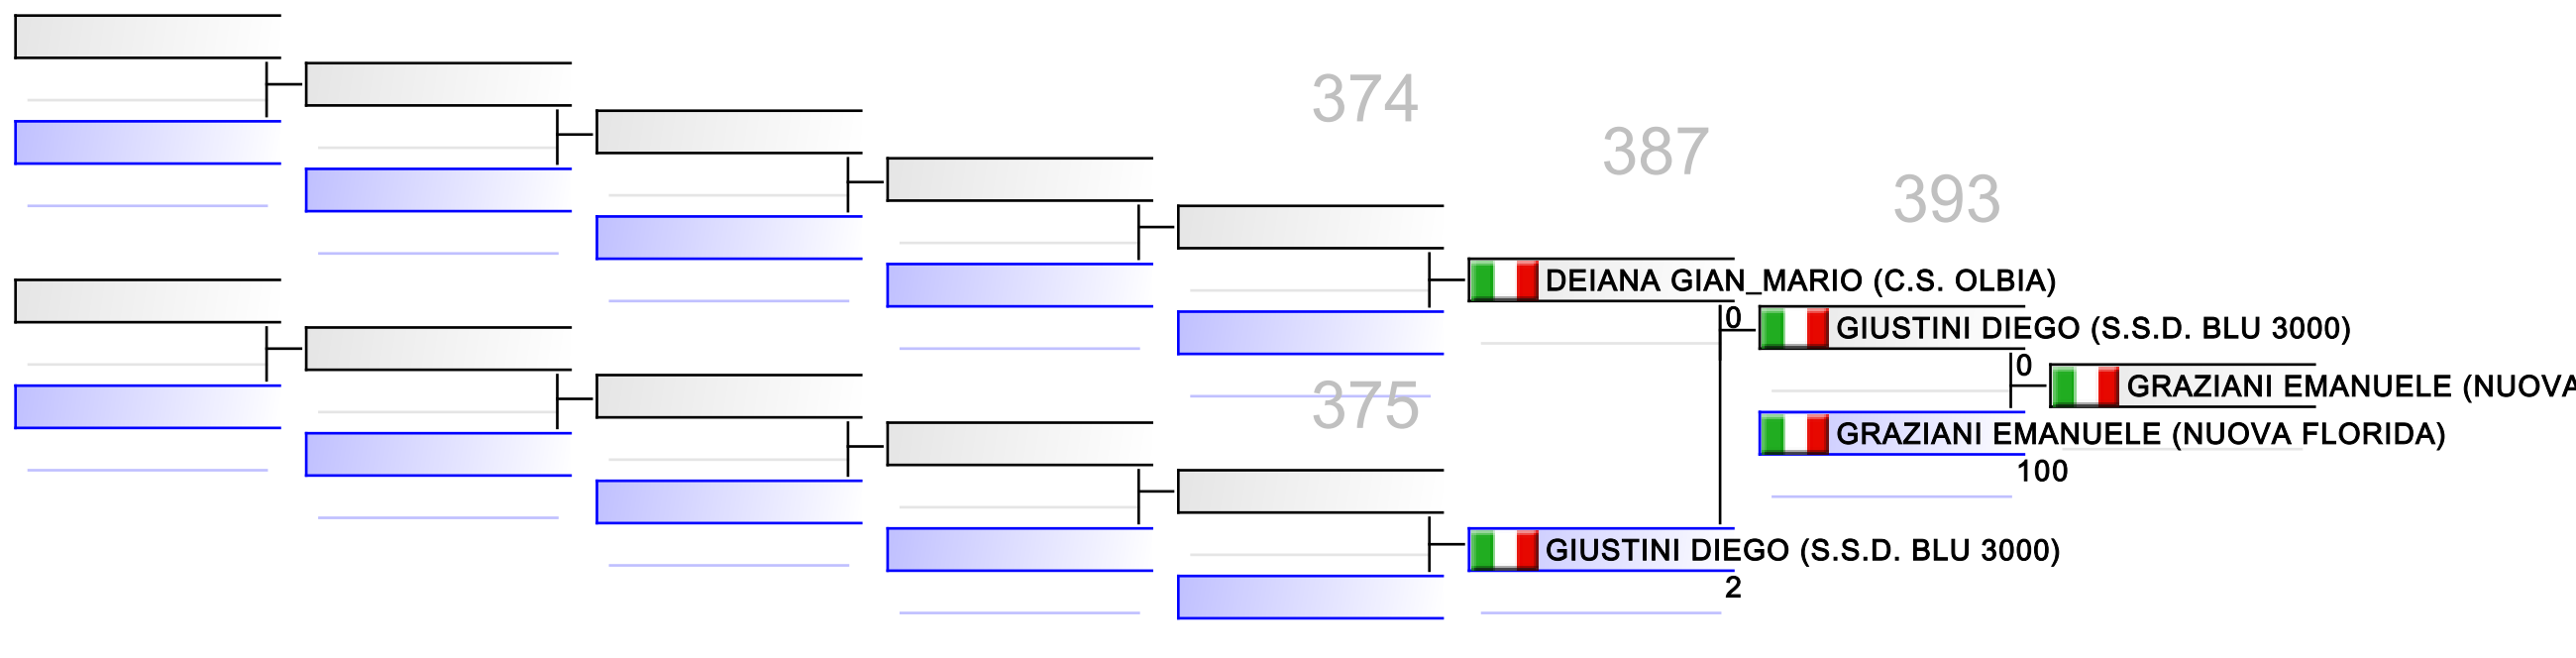 374
387
393
DEIANA GIAN_MARIO (C.S. OLBIA)
0
GIUSTINI DIEGO (S.S.D. BLU 3000)
0
GRAZIANI EMANUELE (NUOVA
375
GRAZIANI EMANUELE (NUOVA FLORIDA)
100
GIUSTINI DIEGO (S.S.D. BLU 3000)
2